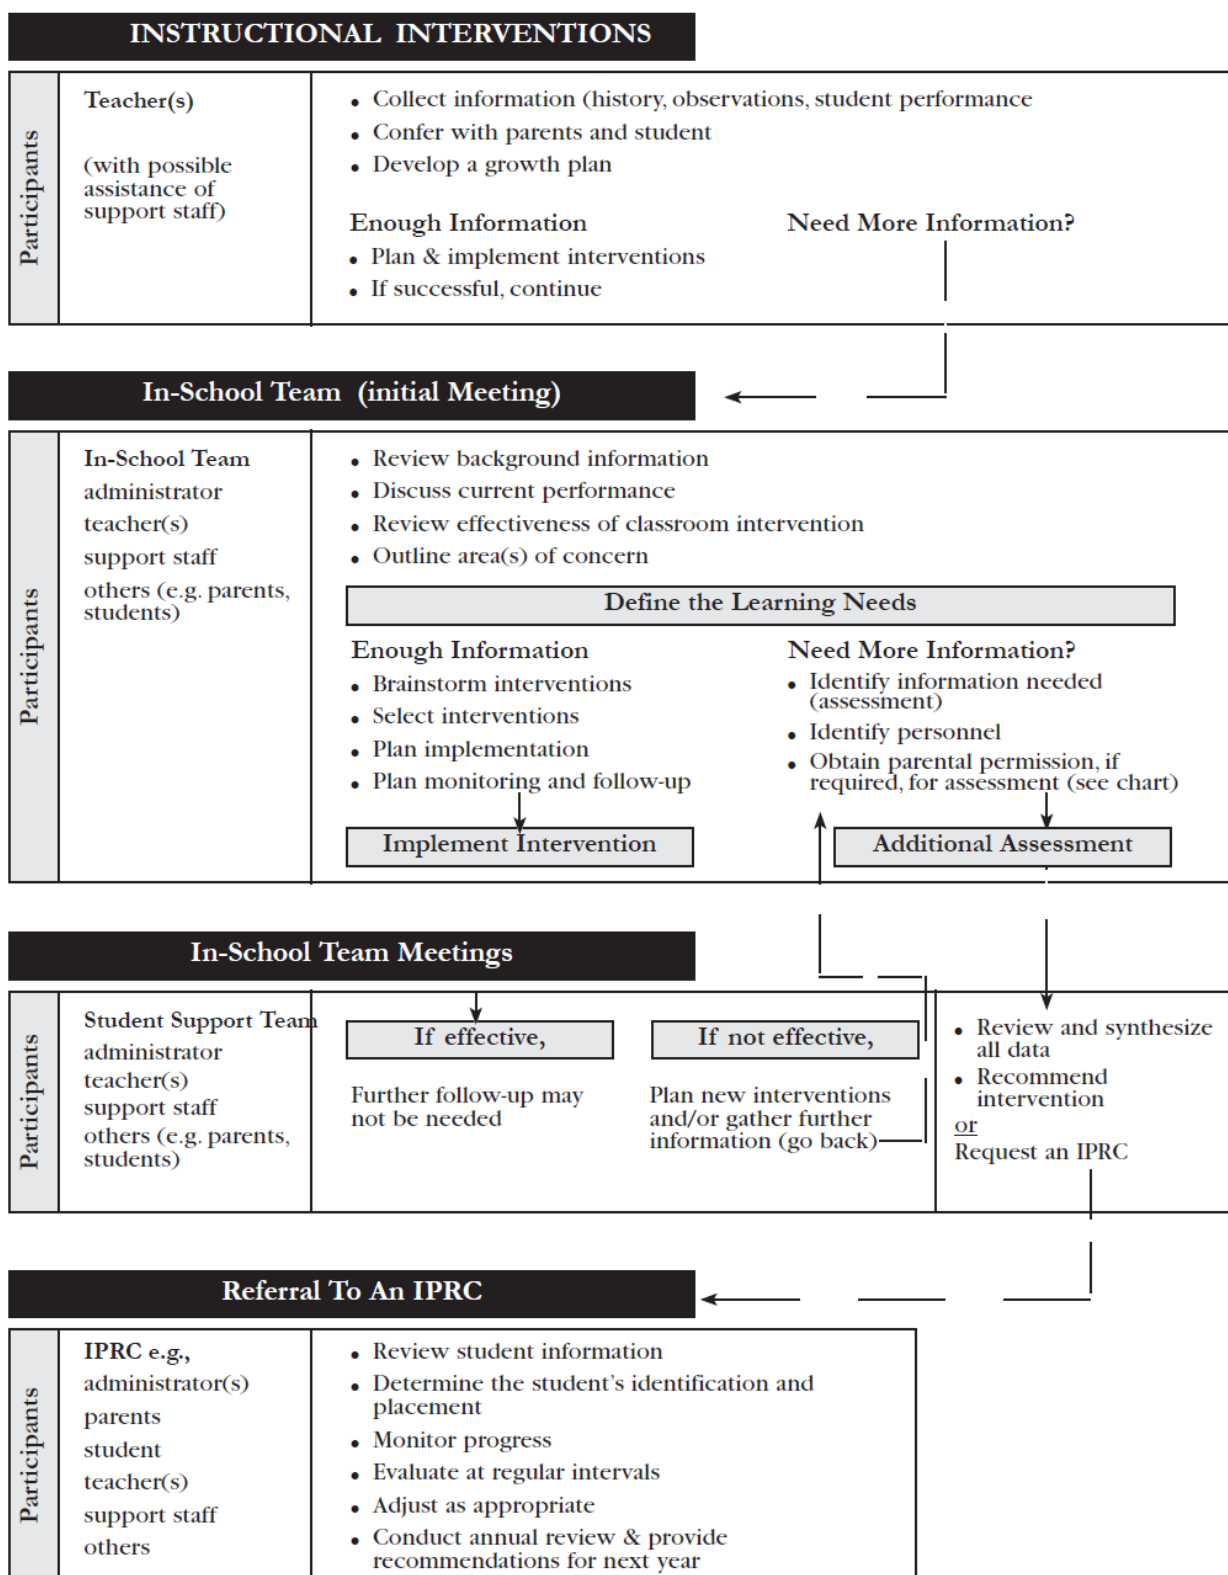 INSTRUCTIONAL INTERVENTIONS
Participants
Teacher(s)
(with possible
assistance of
support staff)
• Collect information (history, observations, student performance
• Confer with parents and student
• Develop a growth plan
Enough Information
• Plan & implement interventions
• If successful, continue
Need More Information?
In-School Team (initial Meeting)
Participants
Participants
In-School Team
administrator
teacher(s)
support staff
others (e.g. parents,
students)
• Review background information
• Discuss current performance
• Review effectiveness of classroom intervention
• Outline area(s) of concern
Define the Learning Needs
Enough Information
• Brainstorm interventions
• Select interventions
• Plan implementation
• Plan monitoring and follow-up
Implement Intervention
Need More Information?
• Identify information needed
(assessment)
• Identify personnel
• Obtain parental permission, if
required, for assessment (see chart)
Additional Assessment
In-School Team Meetings
Participants
Student Support Team
administrator
teacher(s)
support staff
others (e.g. parents,
students)
If effective,
Further follow-up may
not be needed
If not effective,
Plan new interventions
and/or gather further
information (go back)
• Review and synthesize
all data
• Recommend
intervention
or
Request an IPRC
Referral To An IPRC
Participants
IPRC e.g.,
administrator(s)
parents
student
teacher(s)
support staff
others
• Review student information
• Determine the student's identification and
placement
• Monitor progress
• Evaluate at regular intervals
• Adjust as appropriate
• Conduct annual review & provide
recommendations for next year